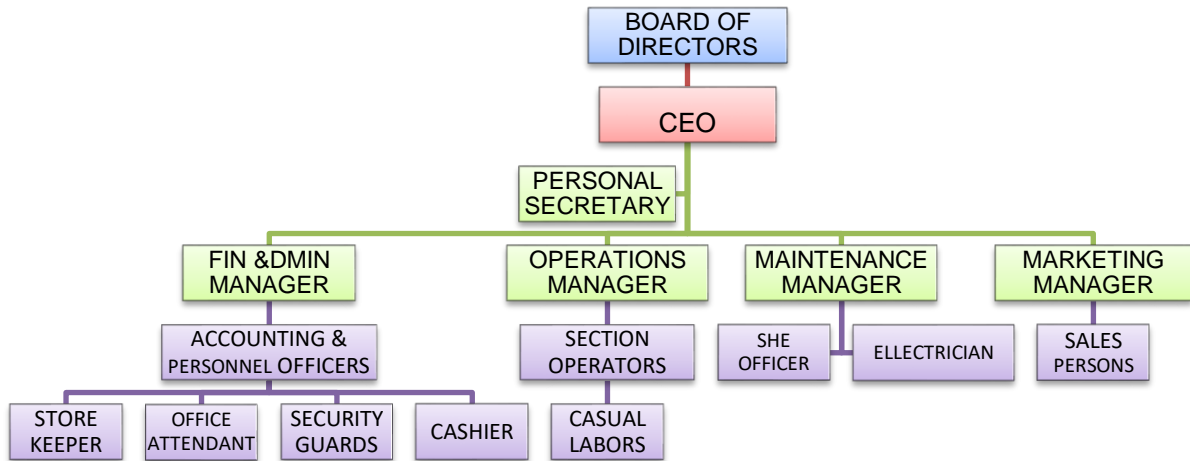 BOARD OF
DIRECTORS
CEO
PERSONAL
SECRETARY
FIN &DMIN
MANAGER
OPERATIONS
MANAGER
MAINTENANCE
MANAGER
MARKETING
MANAGER
ACCOUNTING &
PERSONNEL OFFICERS
SECTION
OPERATORS
SHE
OFFICER
ELLECTRICIAN
SALES
PERSONS
STORE
KEEPER
OFFICE
ATTENDANT
SECURITY
GUARDS
CASHIER
CASUAL
LABORS